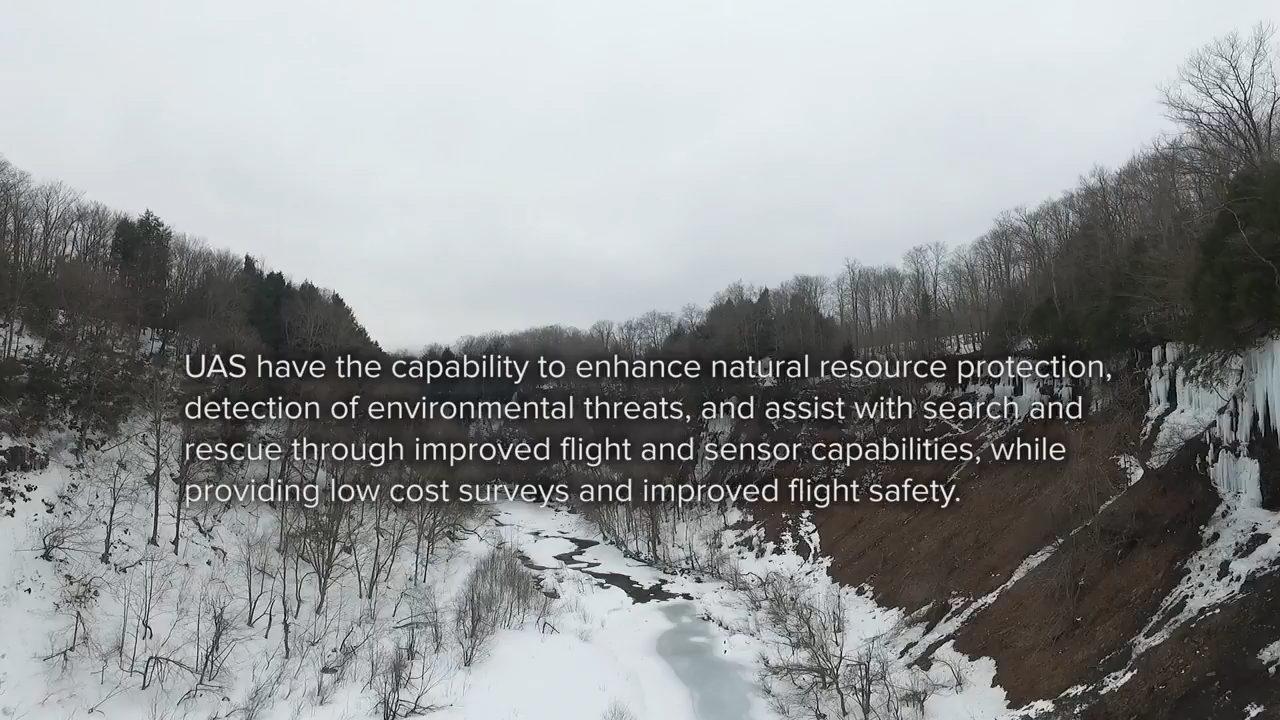 UAS have the capability to enhance natural resource protection,
detection of environmental threats, and assist with search and
rescue through improved flight and sensor capabilities, while
providing low cost surveys and improved flight safety.